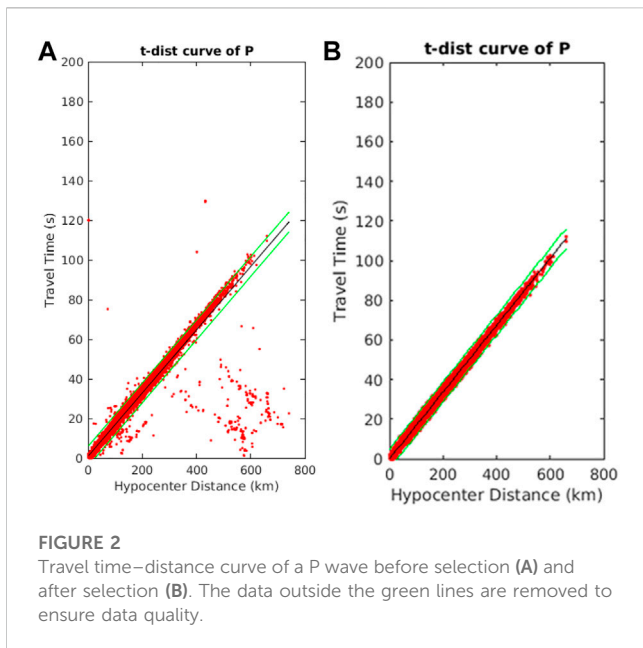 A
t-dist curve of P
200
180
160
140
120
100
80
60
40
20
0
Travel Time (s)
0 200 400 600 800
Hypocenter Distance (km)
B
t-dist curve of P
200
180
160
140
120
100
80
60
40
20
0
Travel Time (s)
0 200 400 600 800
Hypocenter Distance (km)
FIGURE 2
Travel time–distance curve of a P wave before selection (A) and
after selection (B). The data outside the green lines are removed to
ensure data quality.